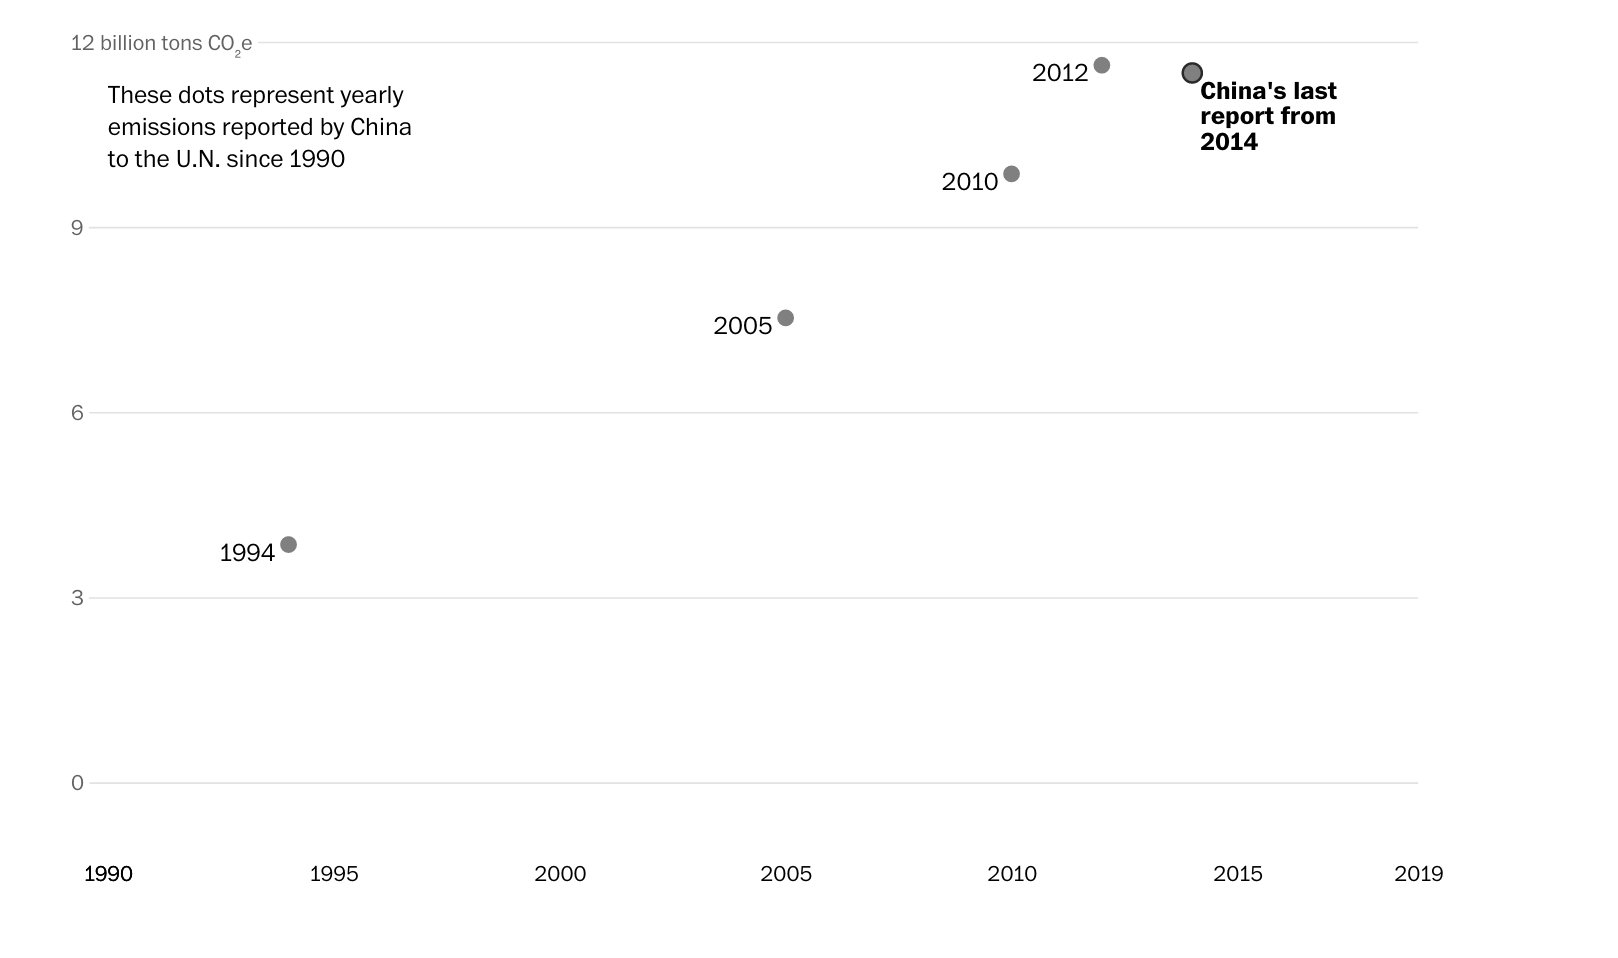 12 billion tons CO₂e
These dots represent yearly
emissions reported by China
to the U.N. since 1990
2012
China's last
report from
2014
2010
9
2005
6
1994
3
0
1990 1995 2000 2005 2010 2015 2019